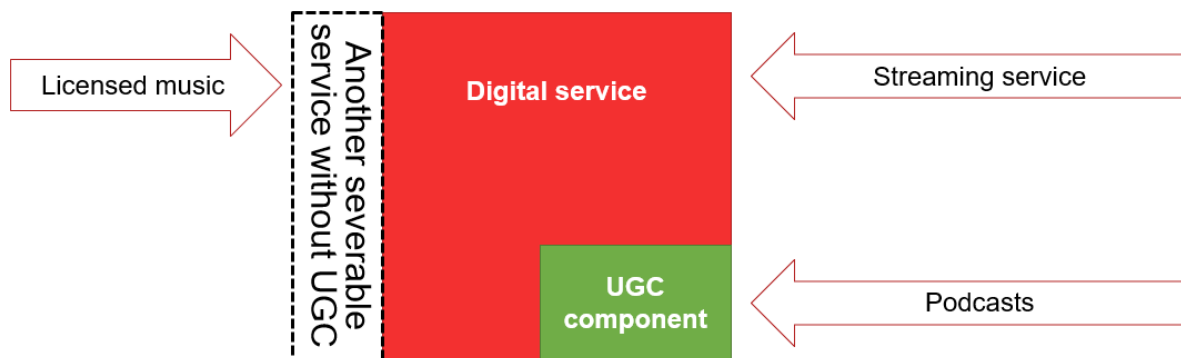 Licensed music
Another severable
service without UGC
Digital service
Streaming service
UGC
component
Podcasts